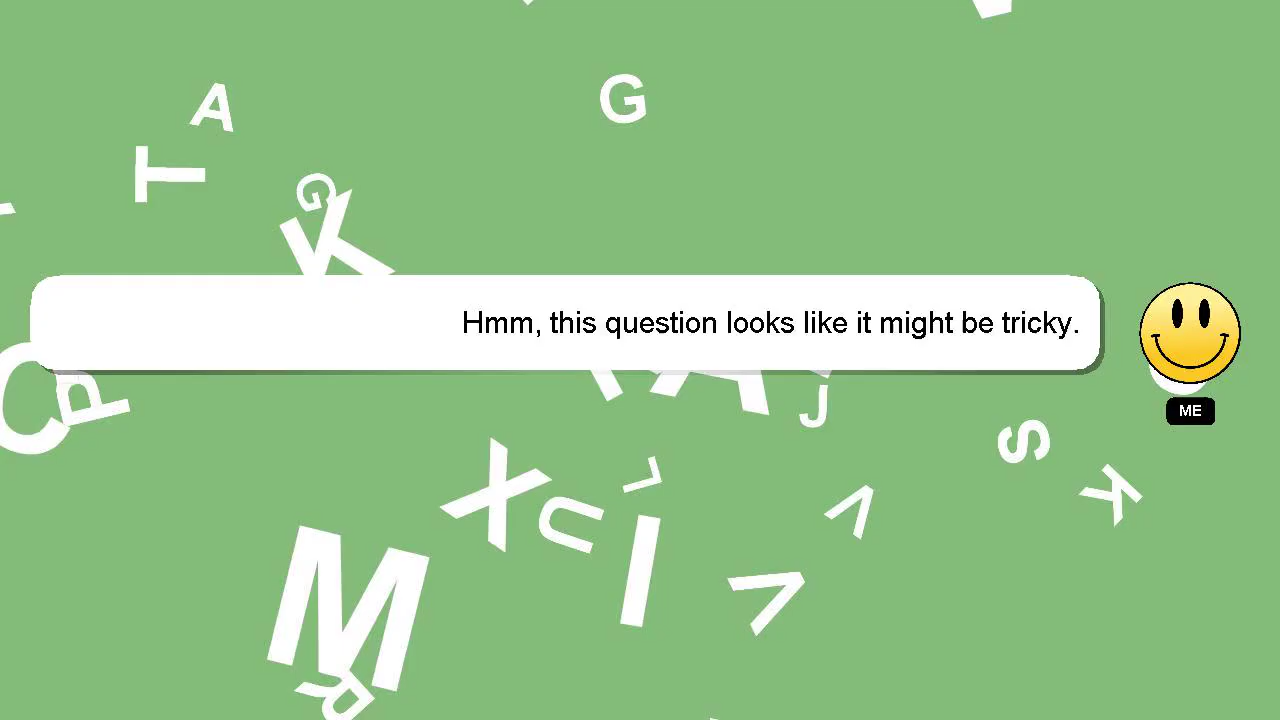 A
G
T
G
K
Hmm, this question looks like it might be tricky.
C
P
A
J
ME
S
X
L
K
U
V
I
M
V
R